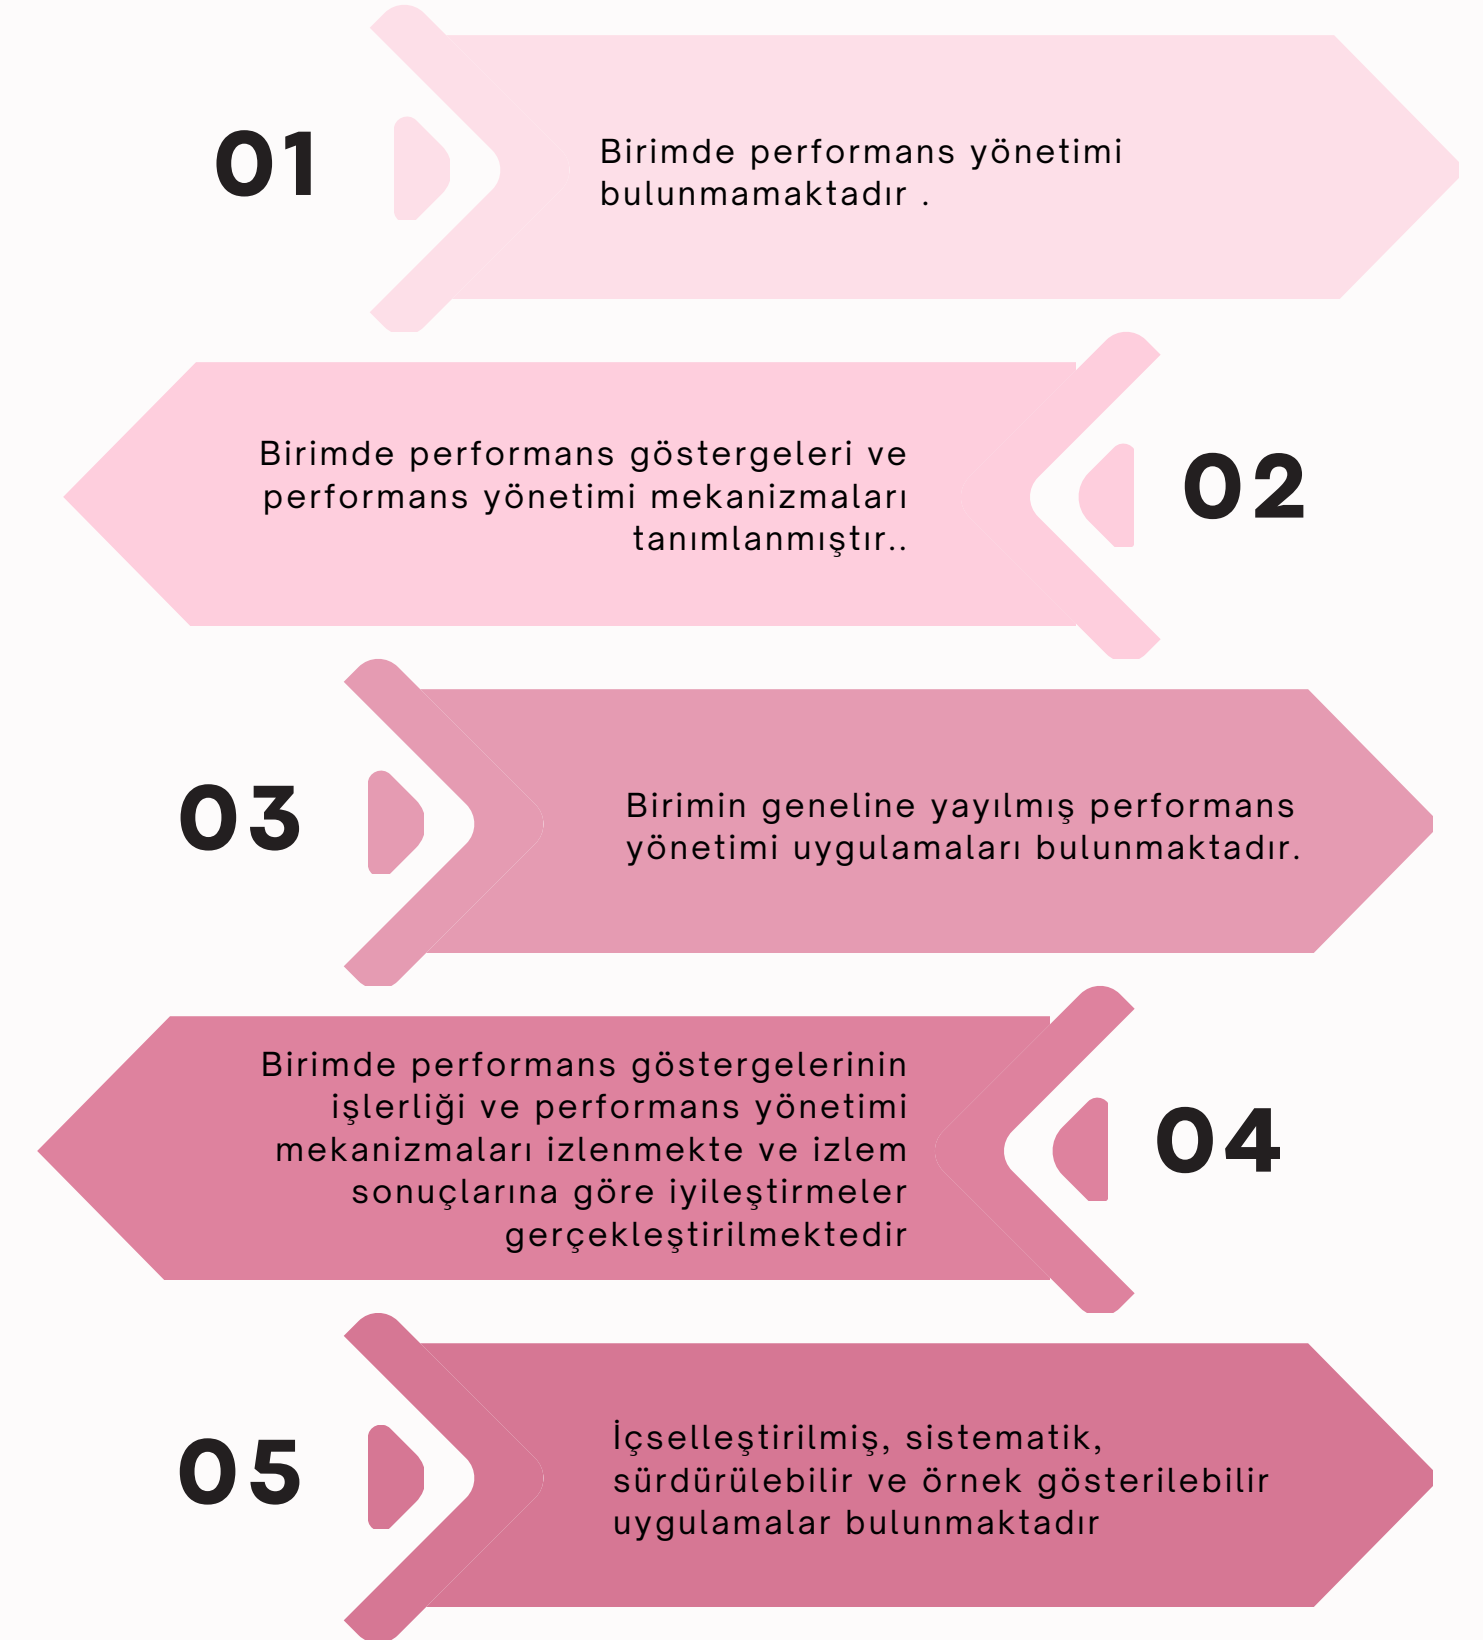 01
Birimde performans yönetimi
bulunmamaktadır .
Birimde performans göstergeleri ve
performans yönetimi mekanizmaları
tanımlanmıştır..
02
03
Birimin geneline yayılmış performans
yönetimi uygulamaları bulunmaktadır.
Birimde performans göstergelerinin
işlerliği ve performans yönetimi
mekanizmaları izlenmekte ve izlem
sonuçlarına göre iyileştirmeler
gerçekleştirilmektedir
04
05
İçselleştirilmiş, sistematik,
sürdürülebilir ve örnek gösterilebilir
uygulamalar bulunmaktadır